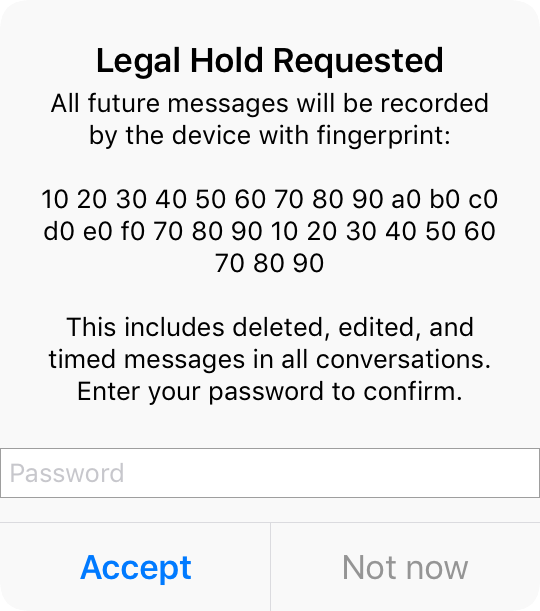 Legal Hold Requested
All future messages will be recorded
by the device with fingerprint:
10 20 30 40 50 60 70 80 90 a0 b0 c0
d0 e0 f0 70 80 90 10 20 30 40 50 60
70 80 90
This includes deleted, edited, and
timed messages in all conversations.
Enter your password to confirm.
Password
Accept
Not now